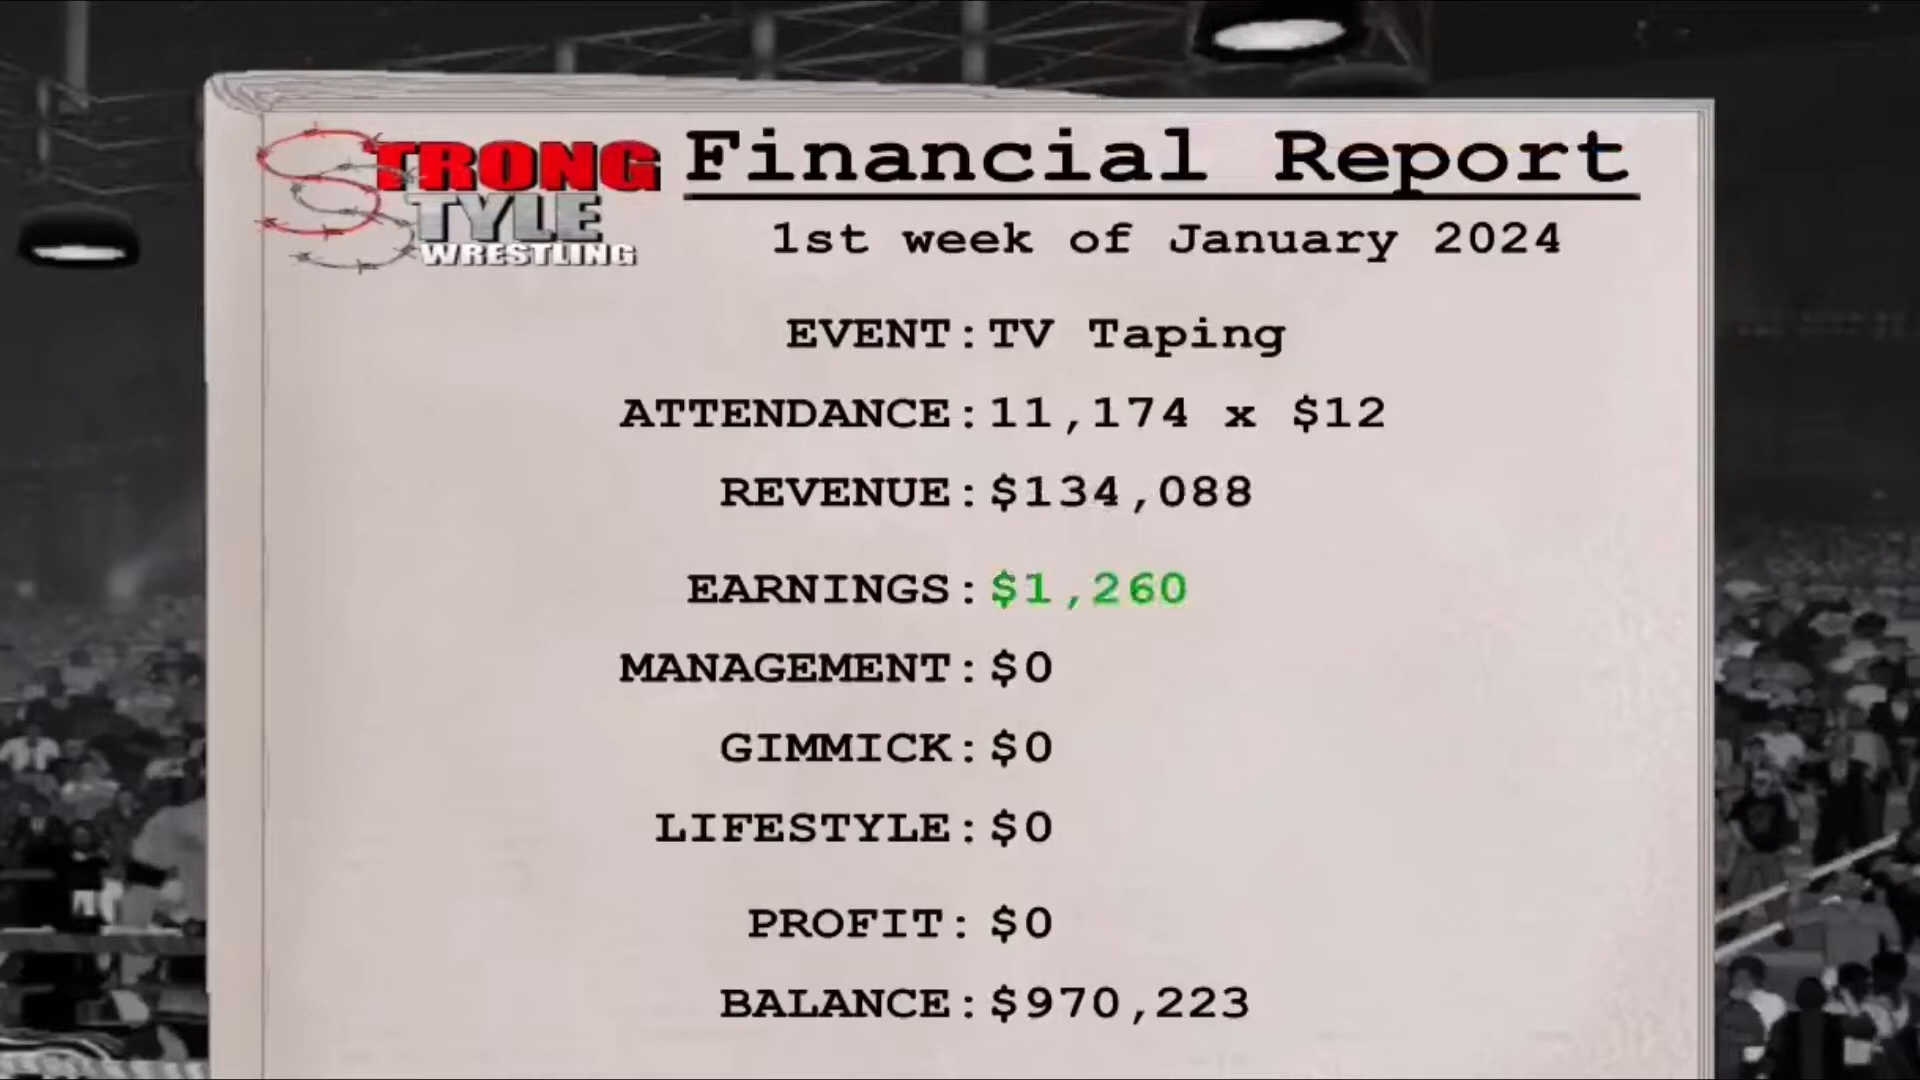 STRONG
STYLE
WRESTLING
Financial Report
1st week of January 2024
EVENT: TV Taping
ATTENDANCE: 11,174 x $12
REVENUE: $134,088
EARNINGS: $1,260
MANAGEMENT: $0
GIMMICK: $0
LIFESTYLE: $0
PROFIT: $0
BALANCE: $970,223